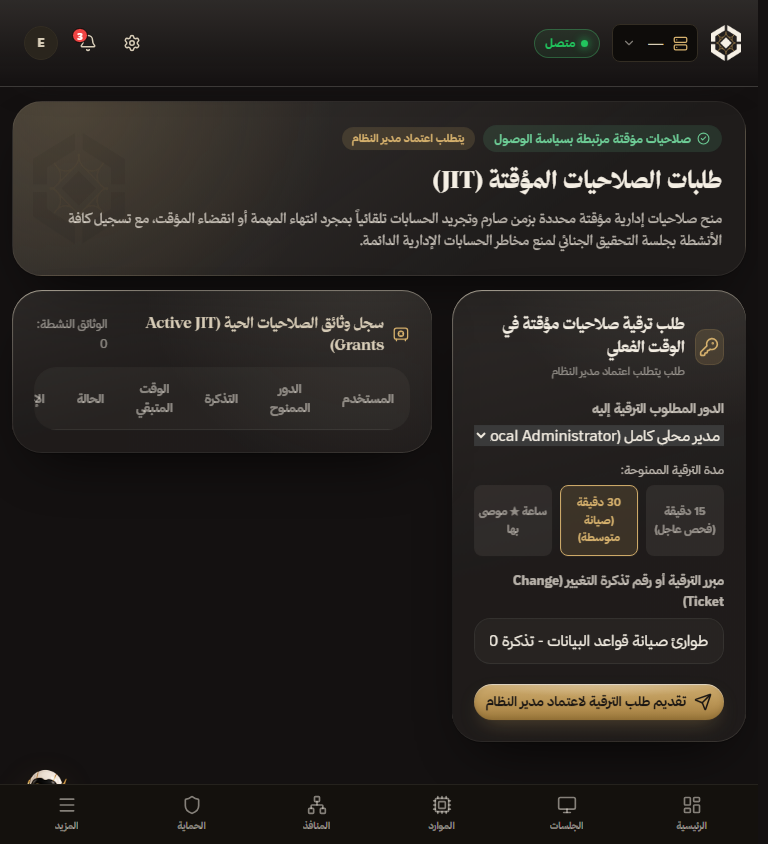 —
متصل
3
E
صلاحيات مؤقتة مرتبطة بسياسة الوصول
يتطلب اعتماد مدير النظام
طلبات الصلاحيات المؤقتة (JIT)
منح صلاحيات إدارية مؤقتة محددة بزمن صارم وتجريد الحسابات تلقائياً بمجرد انتهاء المهمة أو انقضاء المؤقت، مع تسجيل كافة
الأنشطة بجلسة التحقيق الجنائي لمنع مخاطر الحسابات الإدارية الدائمة.
طلب ترقية صلاحيات مؤقتة في
الوقت الفعلي
طلب يتطلب اعتماد مدير النظام
الدور المطلوب الترقية إليه
مدير محلي كامل (ocal Administrator
مدة الترقية الممنوحة:
15 دقيقة
(فحص عاجل)
30 دقيقة
(صيانة
متوسطة)
ساعة ★ موصى
بها
مبرر الترقية أو رقم تذكرة التغيير (Change
Ticket)
طوارئ صيانة قواعد البيانات - تذكرة 0
تقديم طلب الترقية لاعتماد مدير النظام
سجل وثائق الصلاحيات الحية (Active JIT
Grants)
الوثائق النشطة:
0
المستخدم
الدور
الممنوح
التذكرة
الوقت
المتبقي
الحالة
الرئيسية
الجلسات
الموارد
المنافذ
الحماية
المزيد